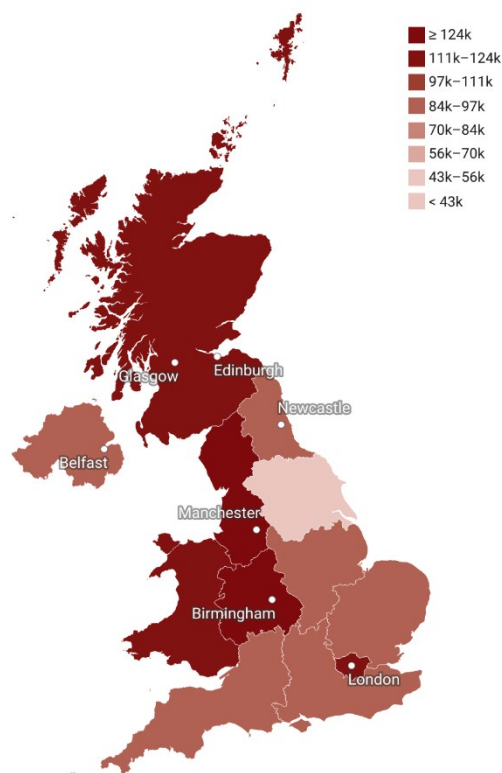 ≥ 124k
111k–124k
97k–111k
84k–97k
70k–84k
56k–70k
43k–56k
< 43k
Glasgow
Edinburgh
Newcastle
Belfast
Manchester
Birmingham
London